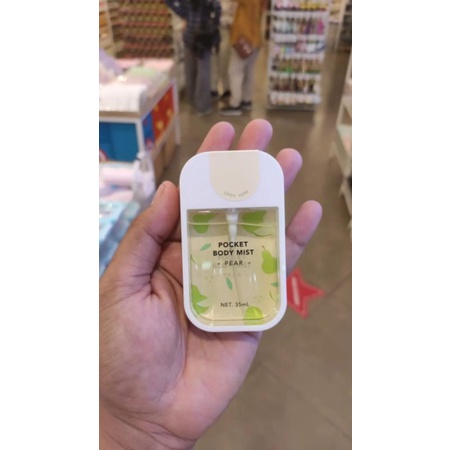 POCKET
BODY MIST
PEAR
NET. 35mL